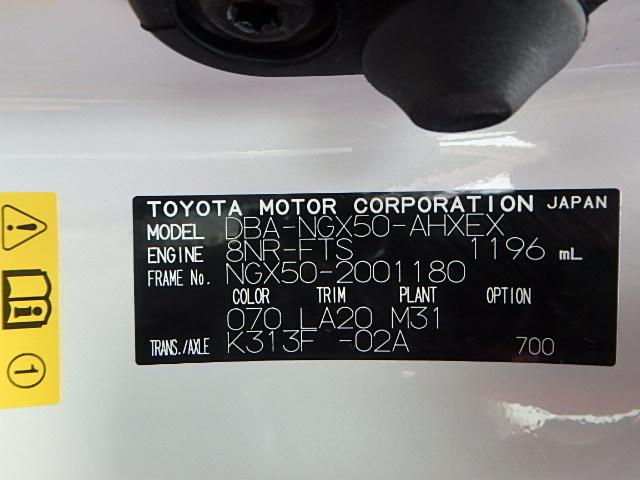 TOYOTA MOTOR CORPORATION JAPAN
MODEL DBA-NGX50-AHXEX
ENGINE 8NR-FTS 1196 mL
FRAME No. NGX50-2001180
COLOR TRIM PLANT OPTION
070 LA20 M31
TRANS./AXLE K313F -02A 700
1